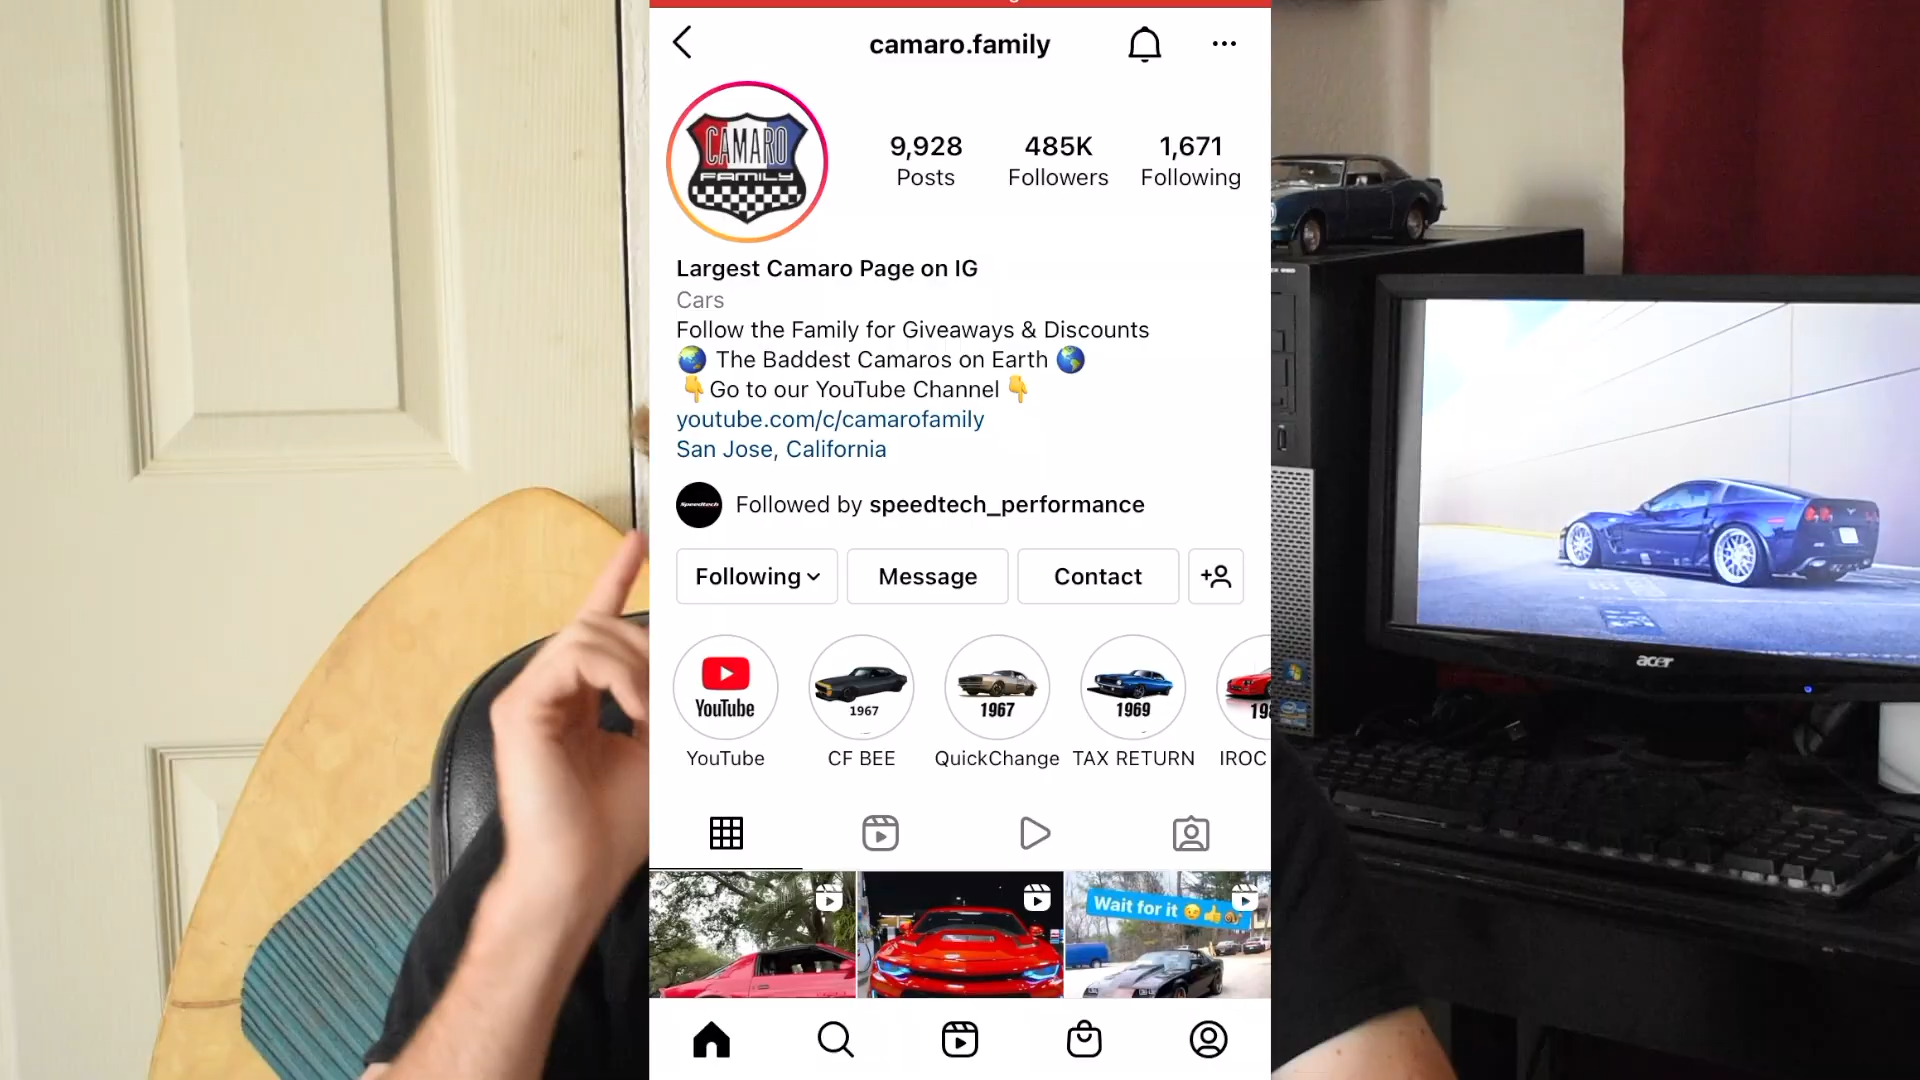 camaro.family
CAMARO
FAMILY
9,928
Posts
485K
Followers
1,671
Following
Largest Camaro Page on IG
Cars
Follow the Family for Giveaways & Discounts
🌏 The Baddest Camaros on Earth 🌎
👇Go to our YouTube Channel 👇
youtube.com/c/camarofamily
San Jose, California
Speedtech
Followed by speedtech_performance
Following
Message
Contact
YouTube
1967
1967
1969
198
YouTube
CF BEE
QuickChange
TAX RETURN
IROC
Wait for it 😉👍🐌
acer